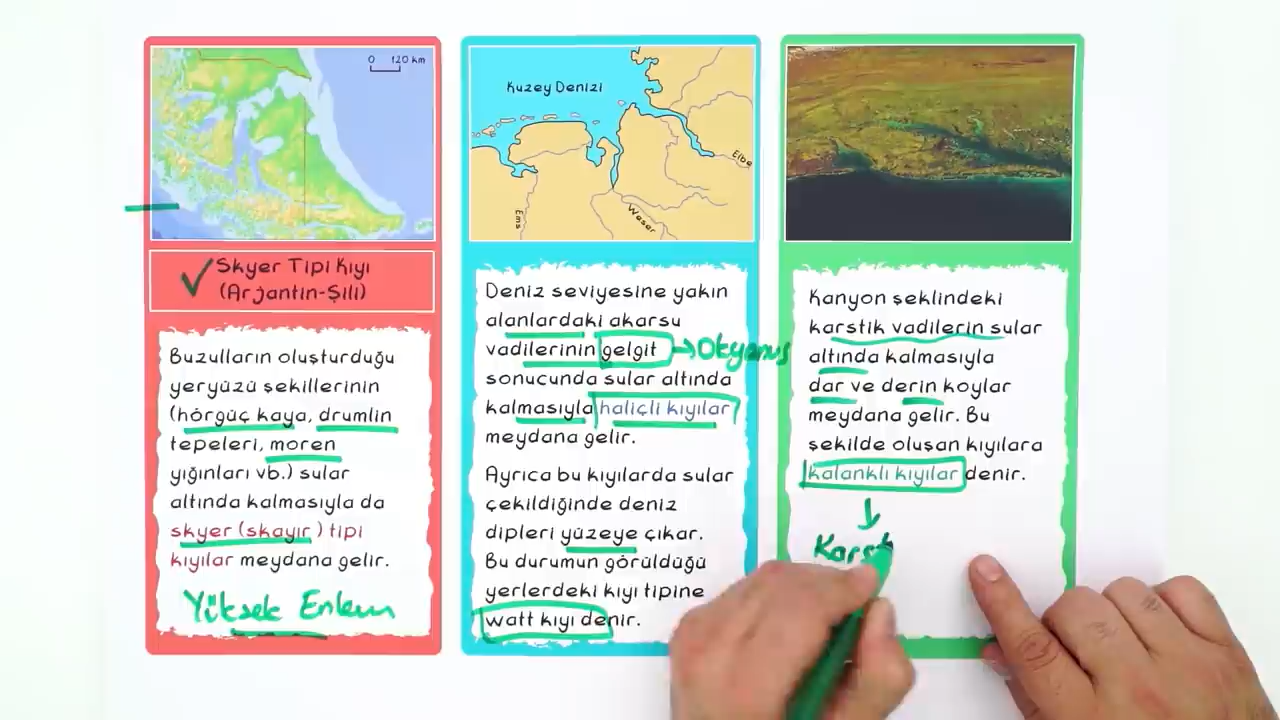 0 120 km
Skyer Tipi Kıyı
(Arjantin-Şili)
Buzulların oluşturduğu
yeryüzü şekillerinin
(hörgüç kaya, drumlin
tepeleri, moren
yığınları vb.) sular
altında kalmasıyla da
skyer (skayır) tipi
kıyılar meydana gelir.
Yüksek Enlem
Kuzey Denizi
Elbe
Ems
Weser
Deniz seviyesine yakın
alanlardaki akarsu
vadilerinin gelgit → Okyanus
sonucunda sular altında
kalmasıyla haliçli kıyılar
meydana gelir.
Ayrıca bu kıyılarda sular
çekildiğinde deniz
dipleri yüzeye çıkar.
Bu durumun görüldüğü
yerlerdeki kıyı tipine
watt kıyı denir.
Kanyon şeklindeki
karstik vadilerin sular
altında kalmasıyla
dar ve derin koylar
meydana gelir. Bu
şekilde oluşan kıyılara
kalanklı kıyılar denir.
Karst